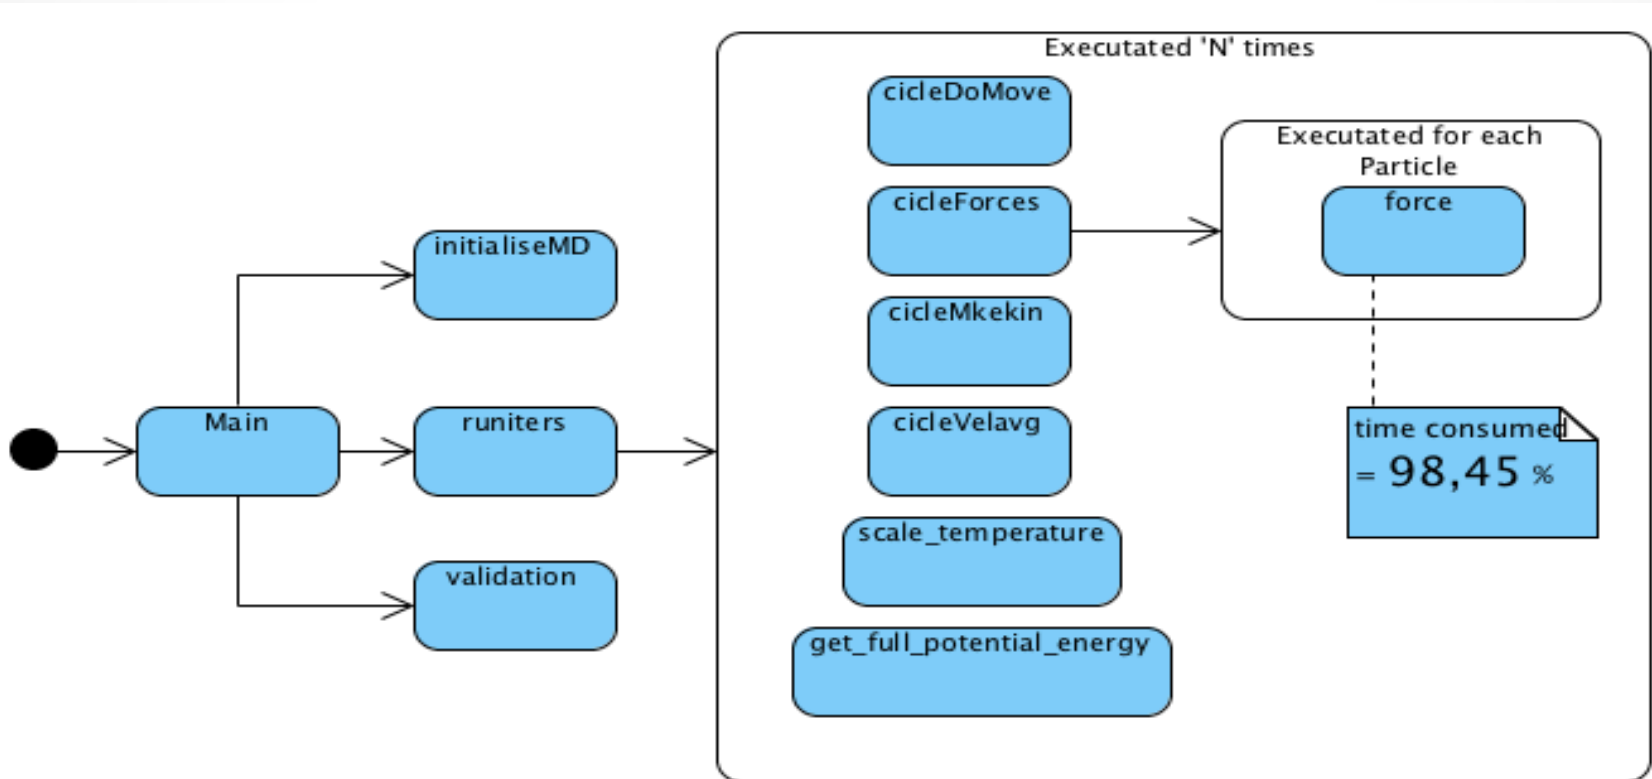 Executated 'N' times
cicleDoMove
Executated for each
Particle
cicleForces
force
initialiseMD
cicleMkekin
Main
runiters
cicleVelavg
time consumed
= 98,45 %
scale_temperature
validation
get_full_potential_energy